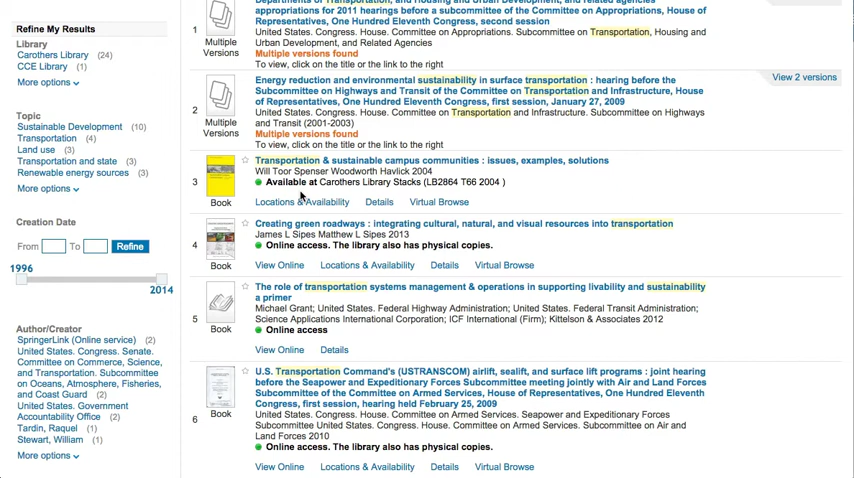 Refine My Results
Library
Carothers Library (24)
CCE Library (1)
More options
Topic
Sustainable Development (10)
Transportation (4)
Land use (3)
Transportation and state (3)
Renewable energy sources (3)
More options
Creation Date
From To Refine
1996
2014
Author/Creator
SpringerLink (Online service) (2)
United States. Congress. Senate.
Committee on Commerce, Science,
and Transportation. Subcommittee
on Oceans, Atmosphere, Fisheries,
and Coast Guard (2)
United States. Government
Accountability Office (2)
Tardin, Raquel (1)
Stewart, William (1)
More options
1
Multiple
Versions
Departments of Transportation, and Housing and Urban Development, and related agencies
appropriations for 2011 hearings before a subcommittee of the Committee on Appropriations, House of
Representatives, One Hundred Eleventh Congress, second session
United States. Congress. House. Committee on Appropriations. Subcommittee on Transportation, Housing and
Urban Development, and Related Agencies
Multiple versions found
To view, click on the title or the link to the right
2
Multiple
Versions
Energy reduction and environmental sustainability in surface transportation : hearing before the
Subcommittee on Highways and Transit of the Committee on Transportation and Infrastructure, House
of Representatives, One Hundred Eleventh Congress, first session, January 27, 2009
United States. Congress. House. Committee on Transportation and Infrastructure. Subcommittee on Highways
and Transit (2001-2003)
Multiple versions found
To view, click on the title or the link to the right
View 2 versions
3
Book
Transportation & sustainable campus communities : issues, examples, solutions
Will Toor Spenser Woodworth Havlick 2004
Available at Carothers Library Stacks (LB2864 T66 2004 )
Locations & Availability Details Virtual Browse
4
Book
Creating green roadways : integrating cultural, natural, and visual resources into transportation
James L Sipes Matthew L Sipes 2013
Online access. The library also has physical copies.
View Online Locations & Availability Details Virtual Browse
5
Book
The role of transportation systems management & operations in supporting livability and sustainability
a primer
Michael Grant; United States. Federal Highway Administration; United States. Federal Transit Administration;
Science Applications International Corporation; ICF International (Firm); Kittelson & Associates 2012
Online access
View Online Details
6
Book
U.S. Transportation Command's (USTRANSCOM) airlift, sealift, and surface lift programs : joint hearing
before the Seapower and Expeditionary Forces Subcommittee meeting jointly with Air and Land Forces
Subcommittee of the Committee on Armed Services, House of Representatives, One Hundred Eleventh
Congress, first session, hearing held February 25, 2009
United States. Congress. House. Committee on Armed Services. Seapower and Expeditionary Forces
Subcommittee United States. Congress. House. Committee on Armed Services. Subcommittee on Air and
Land Forces 2010
Online access. The library also has physical copies.
View Online Locations & Availability Details Virtual Browse